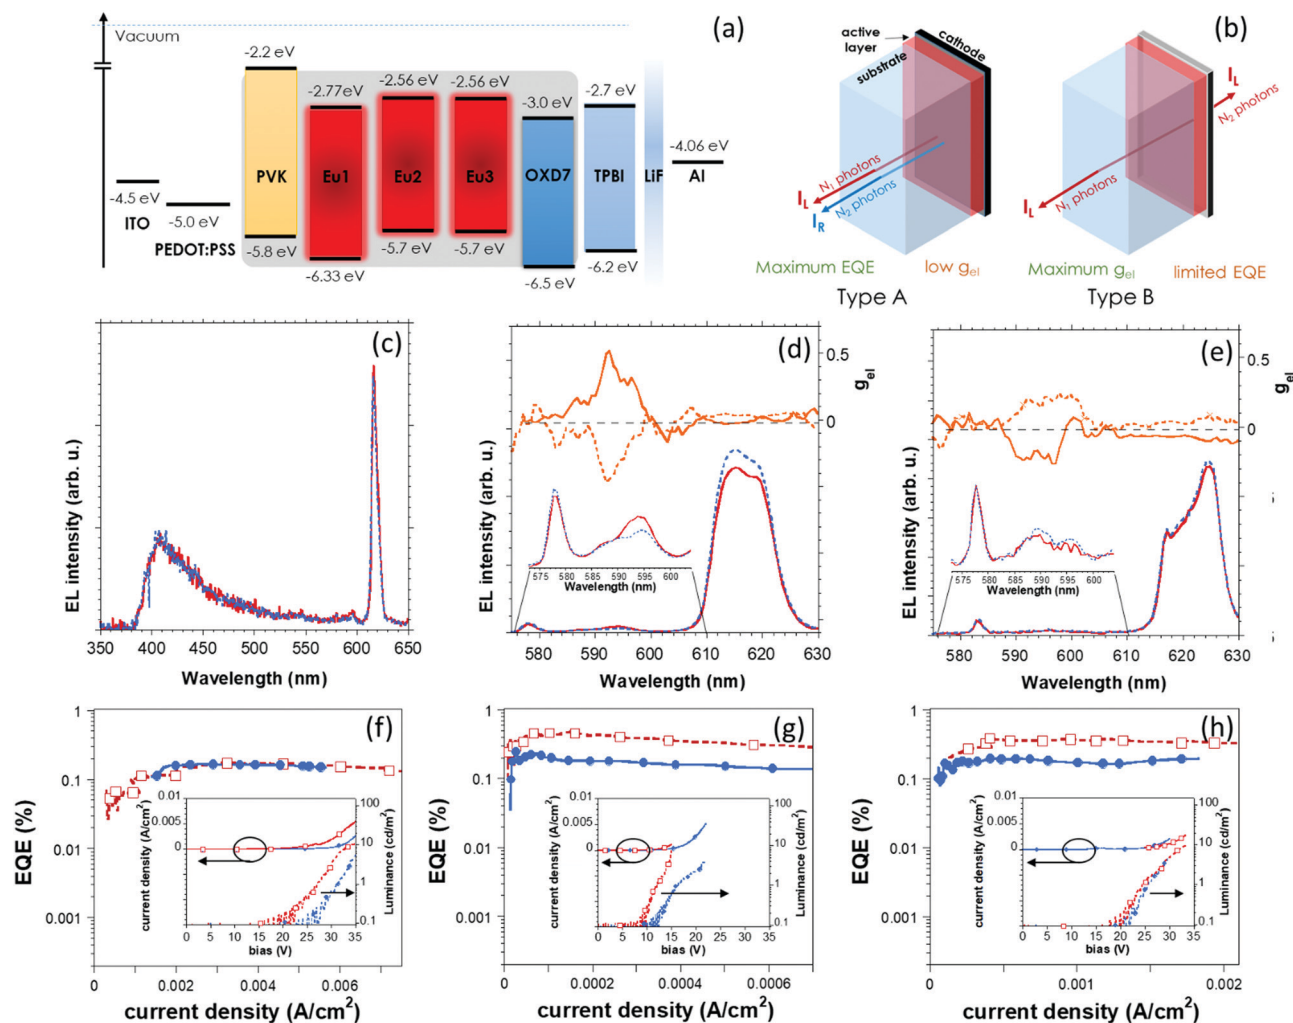 (a)
Vacuum
-2.2 eV
-2.77eV
-2.56 eV
-2.56 eV
-3.0 eV
-2.7 eV
-4.06 eV
-4.5 eV
ITO
-5.0 eV
PEDOT:PSS
PVK
Eu1
Eu2
Eu3
OXD7
TPBI
LiF
Al
-5.8 eV
-6.33 eV
-5.7 eV
-5.7 eV
-6.5 eV
-6.2 eV
(b)
active
layer
cathode
substrate
N1 photons
N2 photons
IL
IR
Maximum EQE
low gel
Type A
IL
N2 photons
N1 photons
IL
Maximum gel
limited EQE
Type B
(c)
EL intensity (arb. u.)
350 400 450 500 550 600 650
Wavelength (nm)
(d)
0.5
0
gel
EL intensity (arb. u.)
575 580 585 590 595 600
Wavelength (nm)
580 590 600 610 620 630
Wavelength (nm)
(e)
0.5
0
gel
EL intensity (arb. u.)
575 580 585 590 595 600
Wavelength (nm)
580 590 600 610 620 630
Wavelength (nm)
(f)
1
0.1
0.01
0.001
EQE (%)
0.01
0.005
0
current density (A/cm2)
100
10
1
0.1
Luminance (cd/m2)
0 5 10 15 20 25 30 35
bias (V)
0 0.002 0.004 0.006
current density (A/cm2)
(g)
1
0.1
0.01
0.001
EQE (%)
0.01
0.005
0
current density (A/cm2)
100
10
1
0.1
Luminance (cd/m2)
0 5 10 15 20 25 30 35
bias (V)
0 0.0002 0.0004 0.0006
current density (A/cm2)
(h)
1
0.1
0.01
0.001
EQE (%)
0.01
0.005
0
current density (A/cm2)
100
10
1
0.1
Luminance (cd/m2)
0 5 10 15 20 25 30 35
bias (V)
0 0.001 0.002
current density (A/cm2)